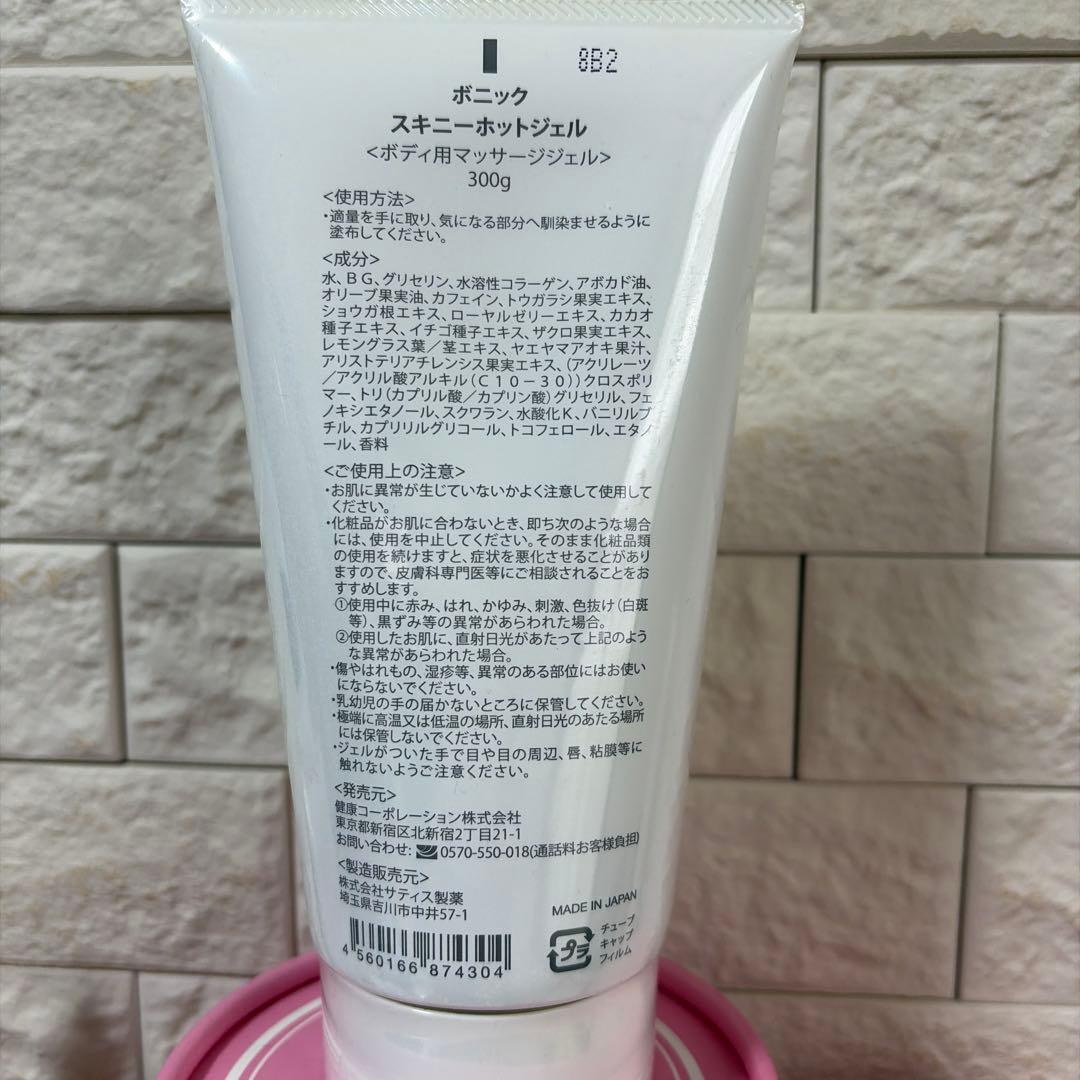 8B2
ボニック
スキニーホットジェル
<ボディ用マッサージジェル>
300g
<使用方法>
・適量を手に取り、気になる部分へ馴染ませるように
塗布してください。
<成分>
水、ＢＧ、グリセリン、水溶性コラーゲン、アボカド油、
オリーブ果実油、カフェイン、トウガラシ果実エキス、
ショウガ根エキス、ローヤルゼリーエキス、カカオ
種子エキス、イチゴ種子エキス、ザクロ果実エキス、
レモングラス葉／茎エキス、ヤエヤマアオキ果汁、
アリストテリアチレンシス果実エキス、（アクリレーツ
／アクリル酸アルキル（Ｃ１０－３０））クロスポリ
マー、トリ（カプリル酸／カプリン酸）グリセリル、フェ
ノキシエタノール、スクワラン、水酸化Ｋ、バニリルブ
チル、カプリリルグリコール、トコフェロール、エタノ
ール、香料
<ご使用上の注意>
・お肌に異常が生じていないかよく注意して使用して
ください。
・化粧品がお肌に合わないとき、即ち次のような場合
には、使用を中止してください。そのまま化粧品類
の使用を続けますと、症状を悪化させることがあり
ますので、皮膚科専門医等にご相談されることをお
すすめします。
①使用中に赤み、はれ、かゆみ、刺激、色抜け（白斑
等）、黒ずみ等の異常があらわれた場合。
②使用したお肌に、直射日光があたって上記のよう
な異常があらわれた場合。
・傷やはれもの、湿疹等、異常のある部位にはお使い
にならないでください。
・乳幼児の手の届かないところに保管してください。
・極端に高温又は低温の場所、直射日光のあたる場所
には保管しないでください。
・ジェルがついた手で目や目の周辺、唇、粘膜等に
触れないようご注意ください。
<発売元>
健康コーポレーション株式会社
東京都新宿区北新宿2丁目21-1
お問い合わせ: 0570-550-018(通話料お客様負担)
<製造販売元>
株式会社サティス製薬
埼玉県吉川市中井57-1
MADE IN JAPAN
4 560166 874304
プラ
チューブ
キャップ
フィルム